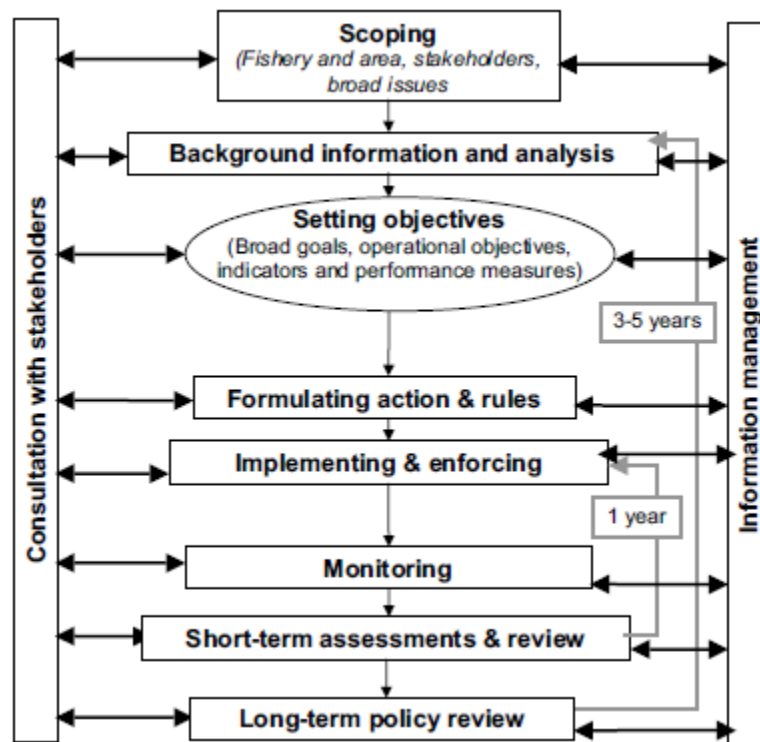 Scoping
(Fishery and area, stakeholders,
broad issues
Background information and analysis
Setting objectives
(Broad goals, operational objectives,
indicators and performance measures)
3-5 years
Formulating action & rules
Implementing & enforcing
1 year
Monitoring
Short-term assessments & review
Long-term policy review
Consultation with stakeholders
Information management